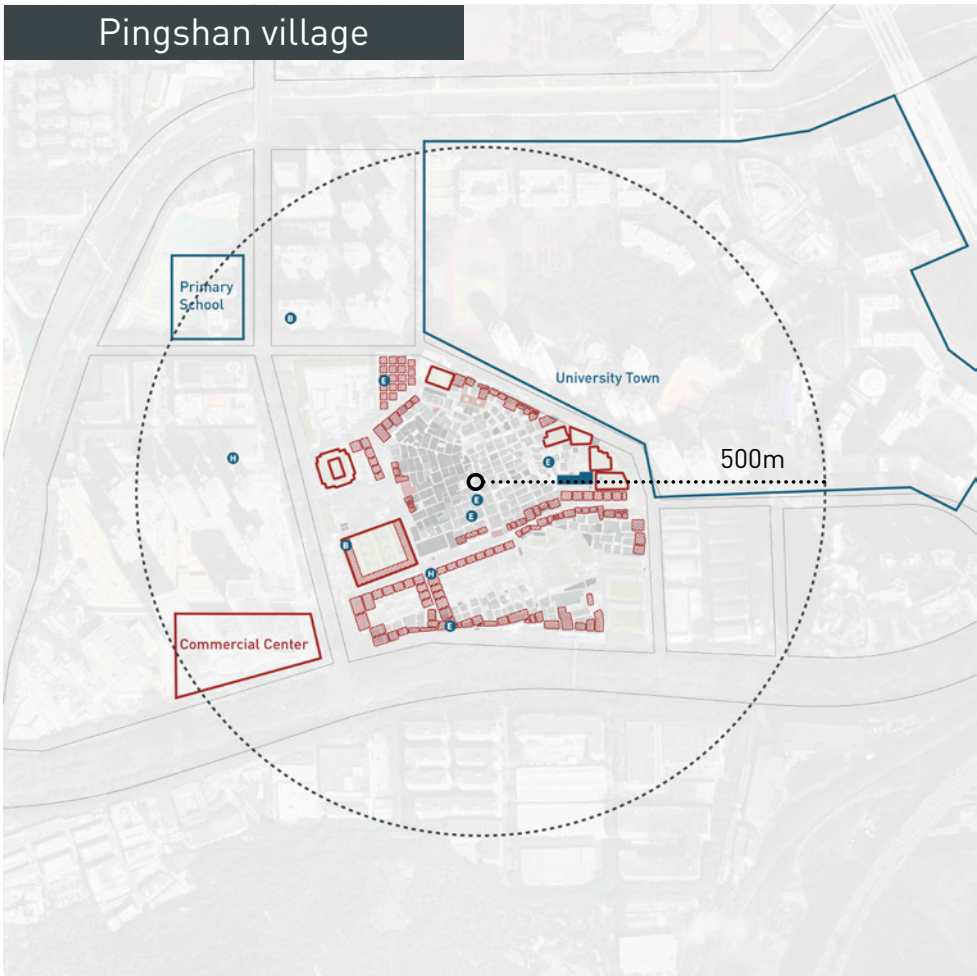 Pingshan village
Primary
School
B
E
University Town
H
E
500m
E
E
B
H
E
Commercial Center